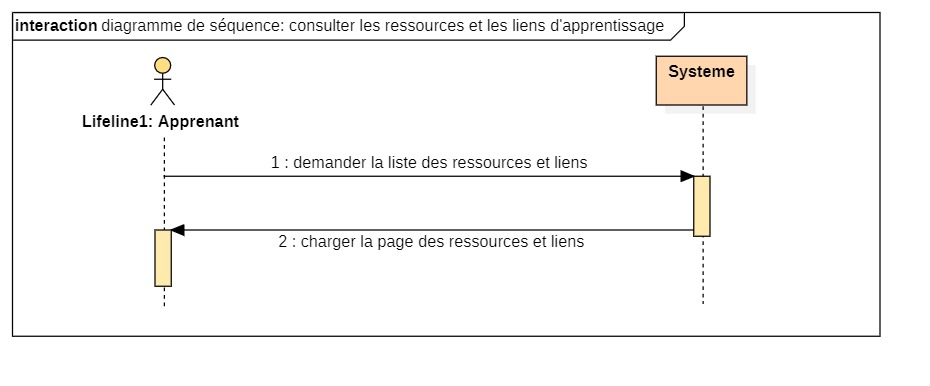 interaction diagramme de séquence: consulter les ressources et les liens d'apprentissage
Systeme
Lifeline1: Apprenant
1 : demander la liste des ressources et liens
2 : charger la page des ressources et liens